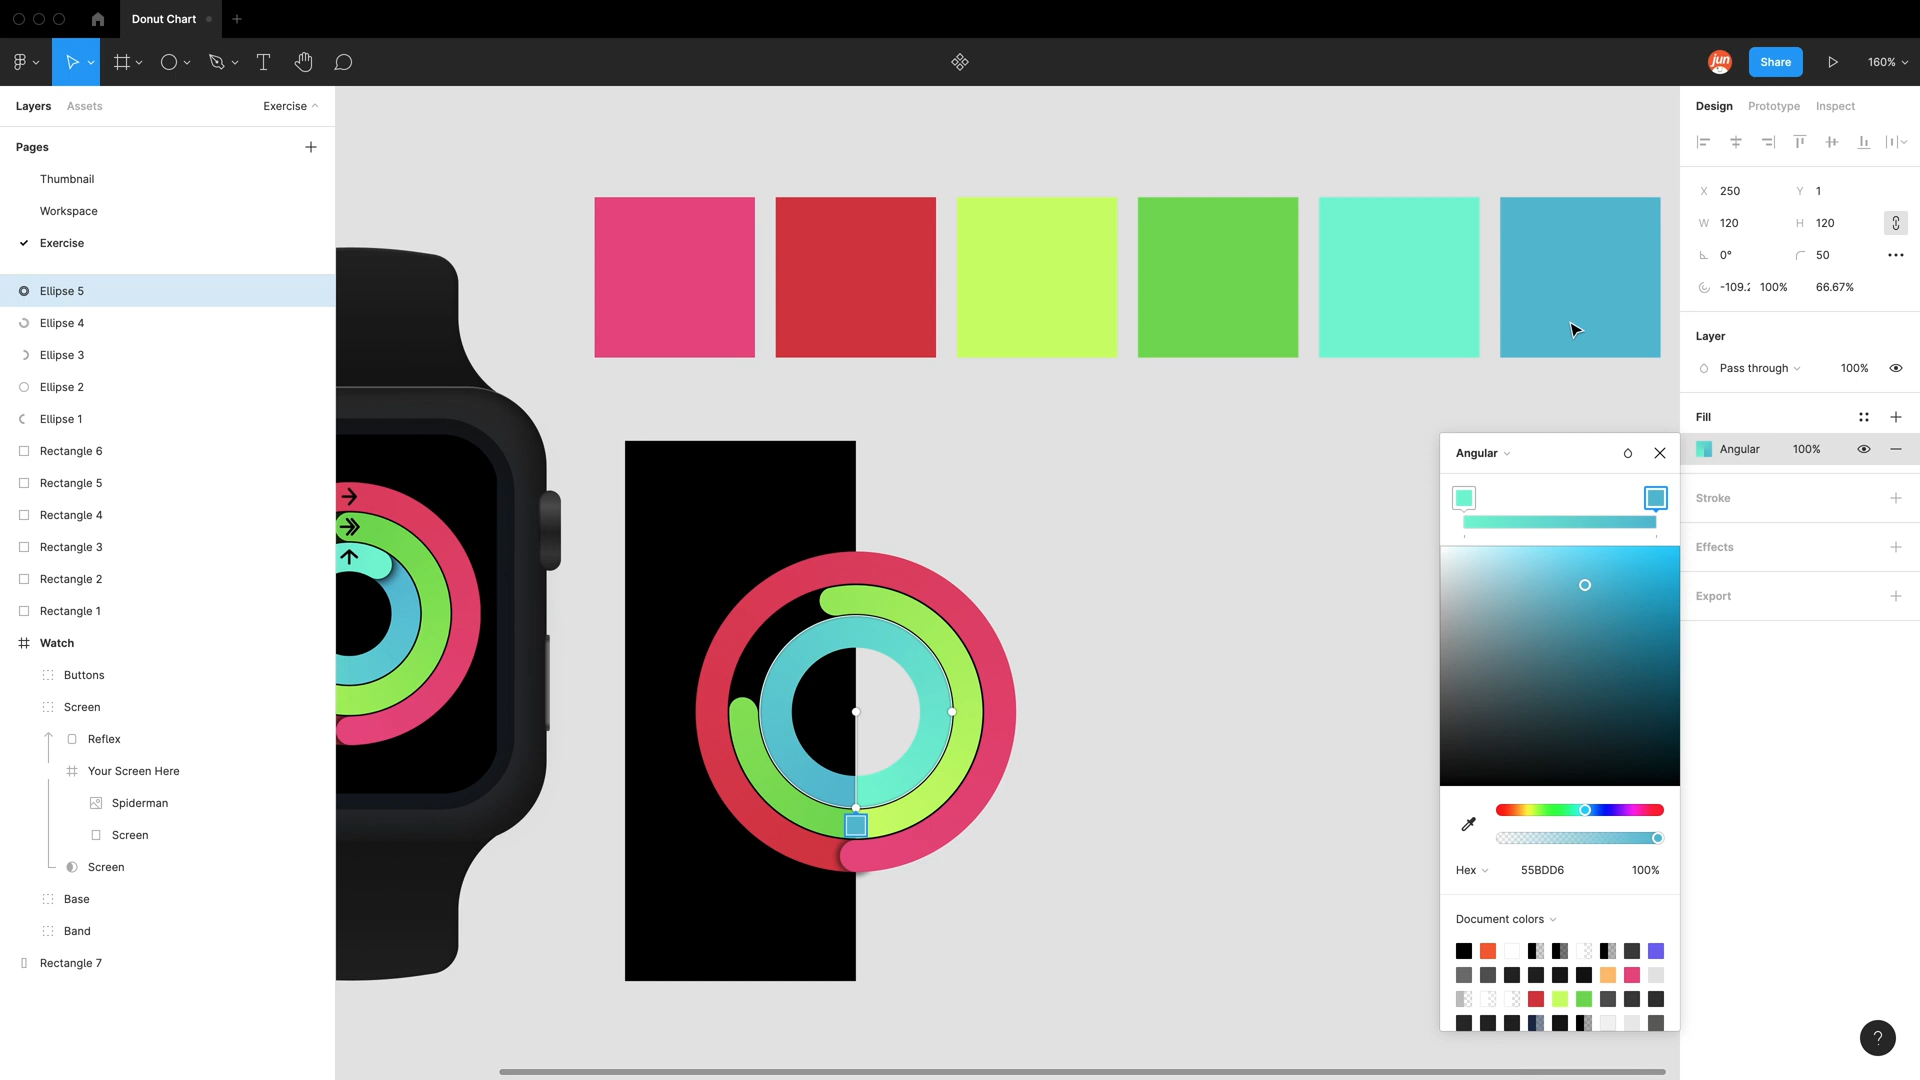 Donut Chart
jun
Share
160%
Layers
Assets
Exercise
Pages
Thumbnail
Workspace
Exercise
Ellipse 5
Ellipse 4
Ellipse 3
Ellipse 2
Ellipse 1
Rectangle 6
Rectangle 5
Rectangle 4
Rectangle 3
Rectangle 2
Rectangle 1
Watch
Buttons
Screen
Reflex
Your Screen Here
Spiderman
Screen
Screen
Base
Band
Rectangle 7
Design
Prototype
Inspect
X 250 Y 1
W 120 H 120
0° 50
-109.2 100% 66.67%
Layer
Pass through 100%
Fill
Angular 100%
Stroke
Effects
Export
Angular
Hex 55BDD6 100%
Document colors
?